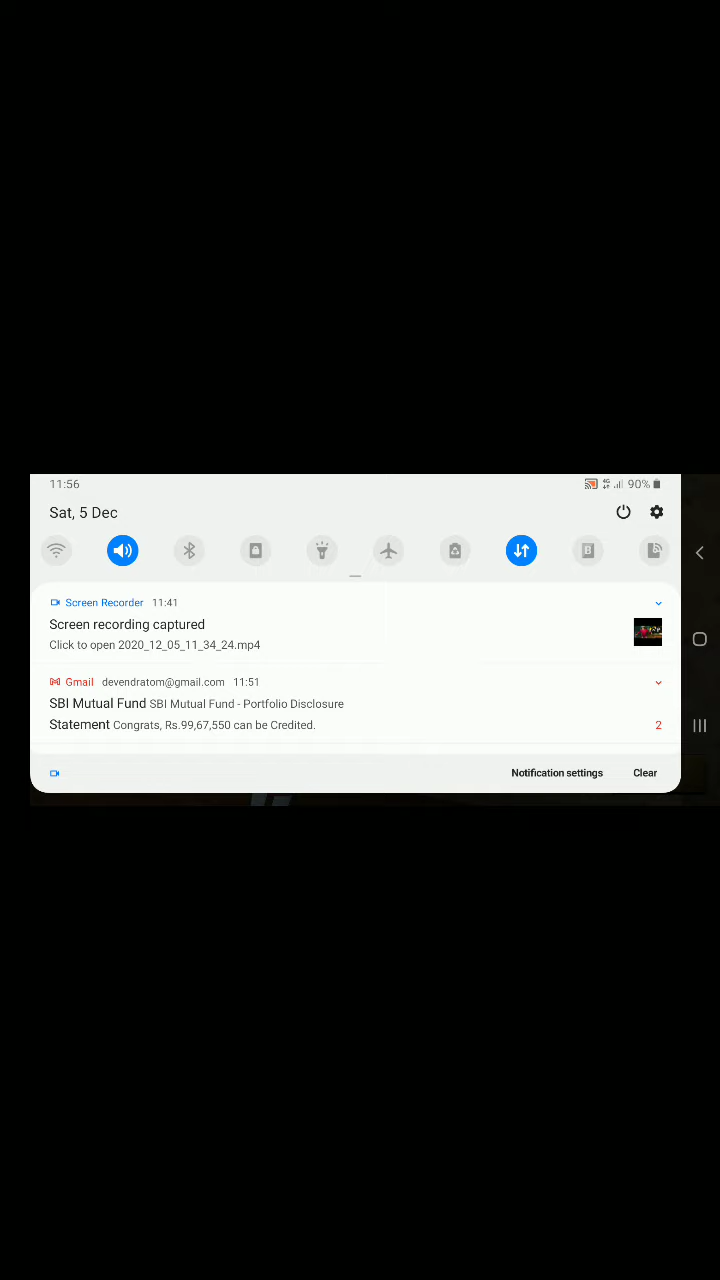 11:56 4G 90%
Sat, 5 Dec
Screen Recorder 11:41
Screen recording captured
Click to open 2020_12_05_11_34_24.mp4
Gmail devendratom@gmail.com 11:51
SBI Mutual Fund SBI Mutual Fund - Portfolio Disclosure
Statement Congrats, Rs.99,67,550 can be Credited.
2
Notification settings Clear